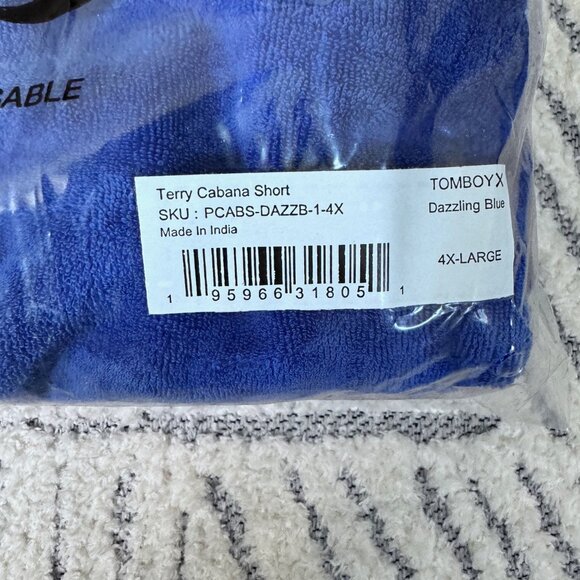 SABLE
Terry Cabana Short
SKU : PCABS-DAZZB-1-4X
Made In India
TOMBOYX
Dazzling Blue
4X-LARGE
1 95966 31805 1